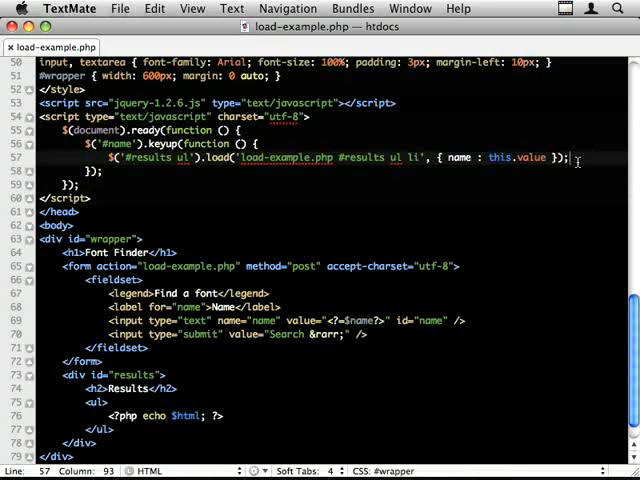 TextMate File Edit View Text Navigation Bundles Window
load-example.php — htdocs
× load-example.php
50 input, textarea { font-family: Arial; font-size: 100%; padding: 3px; margin-left: 10px; }
51 #wrapper { width: 600px; margin: 0 auto; }
52 </style>
53 <script src="jquery-1.2.6.js" type="text/javascript"></script>
54 <script type="text/javascript" charset="utf-8">
55 $(document).ready(function () {
56 $('#name').keyup(function () {
57 $('#results ul').load('load-example.php #results ul li', { name : this.value });
58 });
59 });
60 </script>
61 </head>
62 <body>
63 <div id="wrapper">
64 <h1>Font Finder</h1>
65 <form action="load-example.php" method="post" accept-charset="utf-8">
66 <fieldset>
67 <legend>Find a font</legend>
68 <label for="name">Name</label>
69 <input type="text" name="name" value="<?=$name?>" id="name" />
70 <input type="submit" value="Search &rarr;" />
71 </fieldset>
72 </form>
73 <div id="results">
74 <h2>Results</h2>
75 <ul>
76 <?php echo $html; ?>
77 </ul>
78 </div>
79 </div>
Line: 57 Column: 93 HTML Soft Tabs: 4 CSS: #wrapper